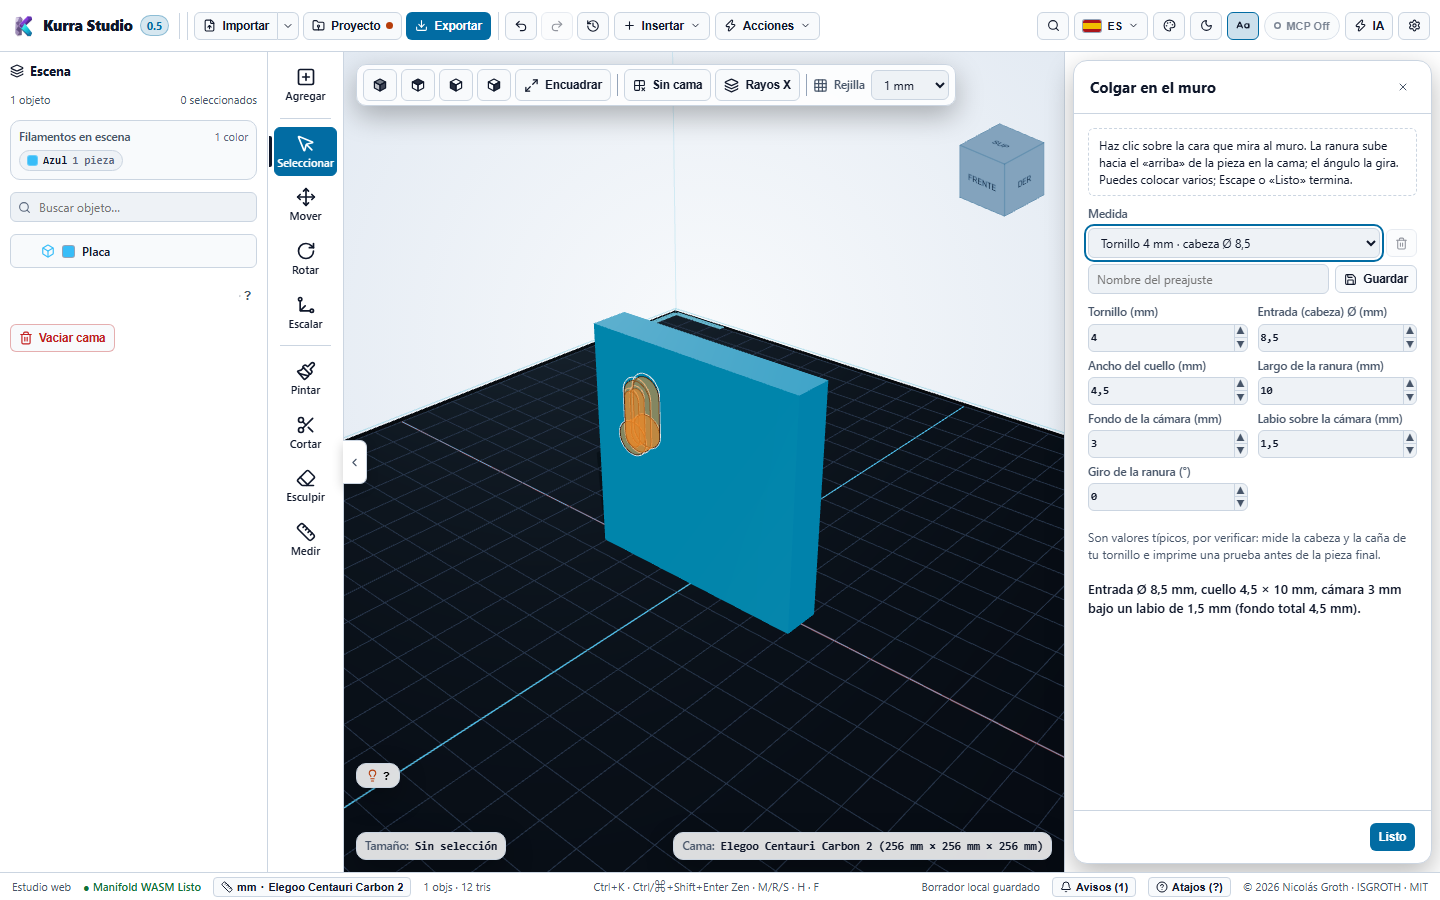 Kurra Studio 0.5
Importar
Proyecto
Exportar
Insertar
Acciones
ES
MCP Off
IA
Escena
1 objeto 0 seleccionados
Filamentos en escena 1 color
Azul 1 pieza
Buscar objeto...
Placa
?
Vaciar cama
Agregar
Seleccionar
Mover
Rotar
Escalar
Pintar
Cortar
Esculpir
Medir
Encuadrar
Sin cama
Rayos X
Rejilla 1 mm
SUP
FRENTE
DER
?
Tamaño: Sin selección
Cama: Elegoo Centauri Carbon 2 (256 mm × 256 mm × 256 mm)
Colgar en el muro
Haz clic sobre la cara que mira al muro. La ranura sube
hacia el «arriba» de la pieza en la cama; el ángulo la gira.
Puedes colocar varios; Escape o «Listo» termina.
Medida
Tornillo 4 mm · cabeza Ø 8,5
Nombre del preajuste
Guardar
Tornillo (mm) Entrada (cabeza) Ø (mm)
4 8,5
Ancho del cuello (mm) Largo de la ranura (mm)
4,5 10
Fondo de la cámara (mm) Labio sobre la cámara (mm)
3 1,5
Giro de la ranura (°)
0
Son valores típicos, por verificar: mide la cabeza y la caña de
tu tornillo e imprime una prueba antes de la pieza final.
Entrada Ø 8,5 mm, cuello 4,5 × 10 mm, cámara 3 mm
bajo un labio de 1,5 mm (fondo total 4,5 mm).
Listo
Estudio web
Manifold WASM Listo
mm · Elegoo Centauri Carbon 2
1 objs · 12 tris
Ctrl+K · Ctrl/⌘+Shift+Enter Zen · M/R/S · H · F
Borrador local guardado
Avisos (1)
Atajos (?)
© 2026 Nicolás Groth · ISGROTH · MIT